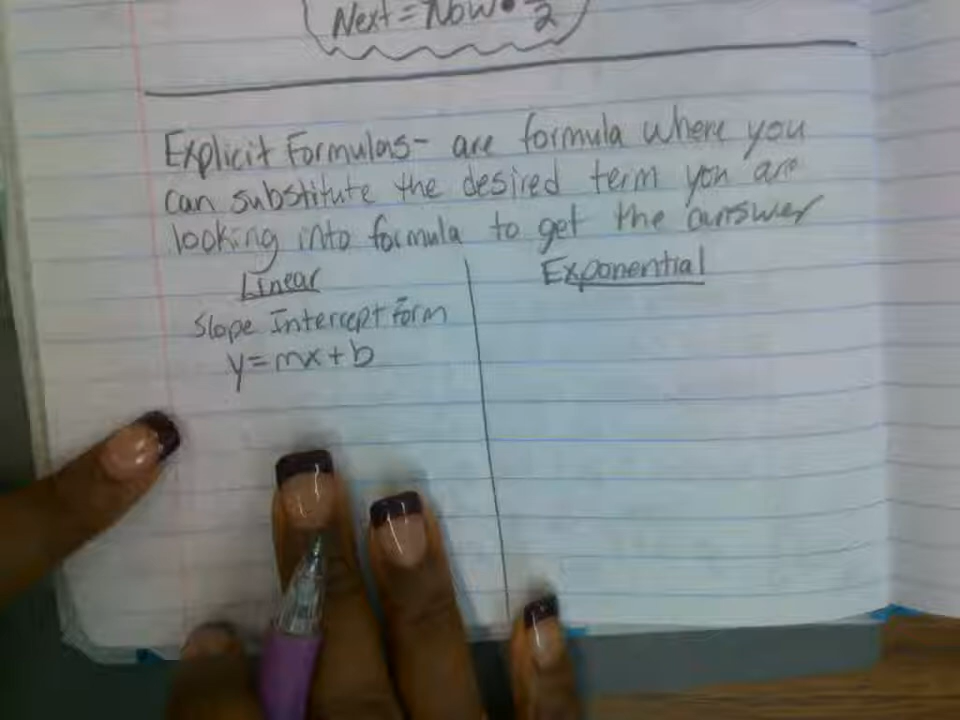 Next = Now • 1/2
Explicit Formulas - are formula where you
can substitute the desired term you are
looking into formula to get the answer
Linear
Slope Intercept Form
y = mx + b
Exponential